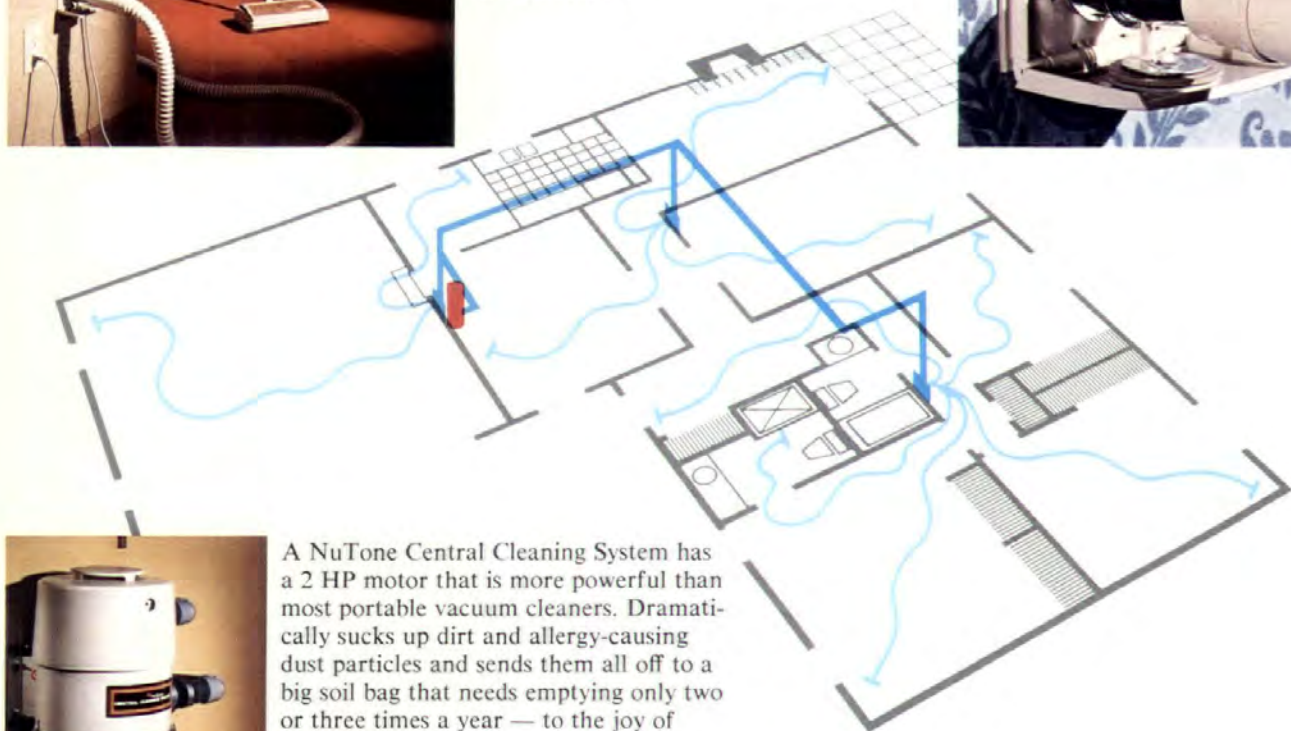 A NuTone Central Cleaning System has
a 2 HP motor that is more powerful than
most portable vacuum cleaners. Dramati-
cally sucks up dirt and allergy-causing
dust particles and sends them all off to a
big soil bag that needs emptying only two
or three times a year — to the joy of